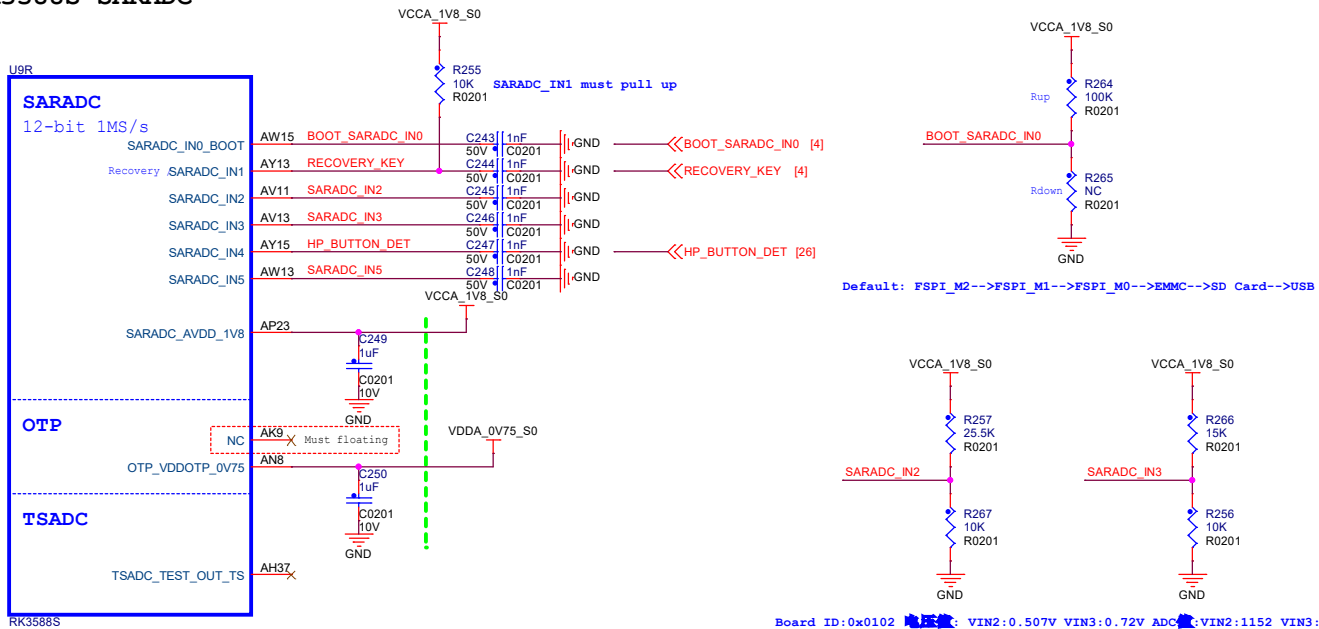 VCCA_1V8_S0
R255
10K
R0201
SARADC_IN1 must pull up
U9R
SARADC
12-bit 1MS/s
SARADC_IN0_BOOT AW15 BOOT_SARADC_IN0 C243 1nF 50V C0201 GND BOOT_SARADC_IN0 [4]
Recovery SARADC_IN1 AY13 RECOVERY_KEY C244 1nF 50V C0201 GND RECOVERY_KEY [4]
SARADC_IN2 AV11 SARADC_IN2 C245 1nF 50V C0201 GND
SARADC_IN3 AV13 SARADC_IN3 C246 1nF 50V C0201 GND
SARADC_IN4 AY15 HP_BUTTON_DET C247 1nF 50V C0201 GND HP_BUTTON_DET [26]
SARADC_IN5 AW13 SARADC_IN5 C248 1nF 50V C0201 GND
VCCA_1V8_S0
SARADC_AVDD_1V8 AP23
C249
1uF
C0201
10V
GND
OTP
NC AK9 Must floating
VDDA_0V75_S0
OTP_VDDOTP_0V75 AN8
C250
1uF
C0201
10V
GND
TSADC
TSADC_TEST_OUT_TS AH37
RK3588S
VCCA_1V8_S0
Rup
R264
100K
R0201
BOOT_SARADC_IN0
Rdown
R265
NC
R0201
GND
Default: FSPI_M2-->FSPI_M1-->FSPI_M0-->EMMC-->SD Card-->USB
VCCA_1V8_S0
R257
25.5K
R0201
SARADC_IN2
R267
10K
R0201
GND
VCCA_1V8_S0
R266
15K
R0201
SARADC_IN3
R256
10K
R0201
GND
Board ID:0x0102 电压值: VIN2:0.507V VIN3:0.72V ADC值:VIN2:1152 VIN3: